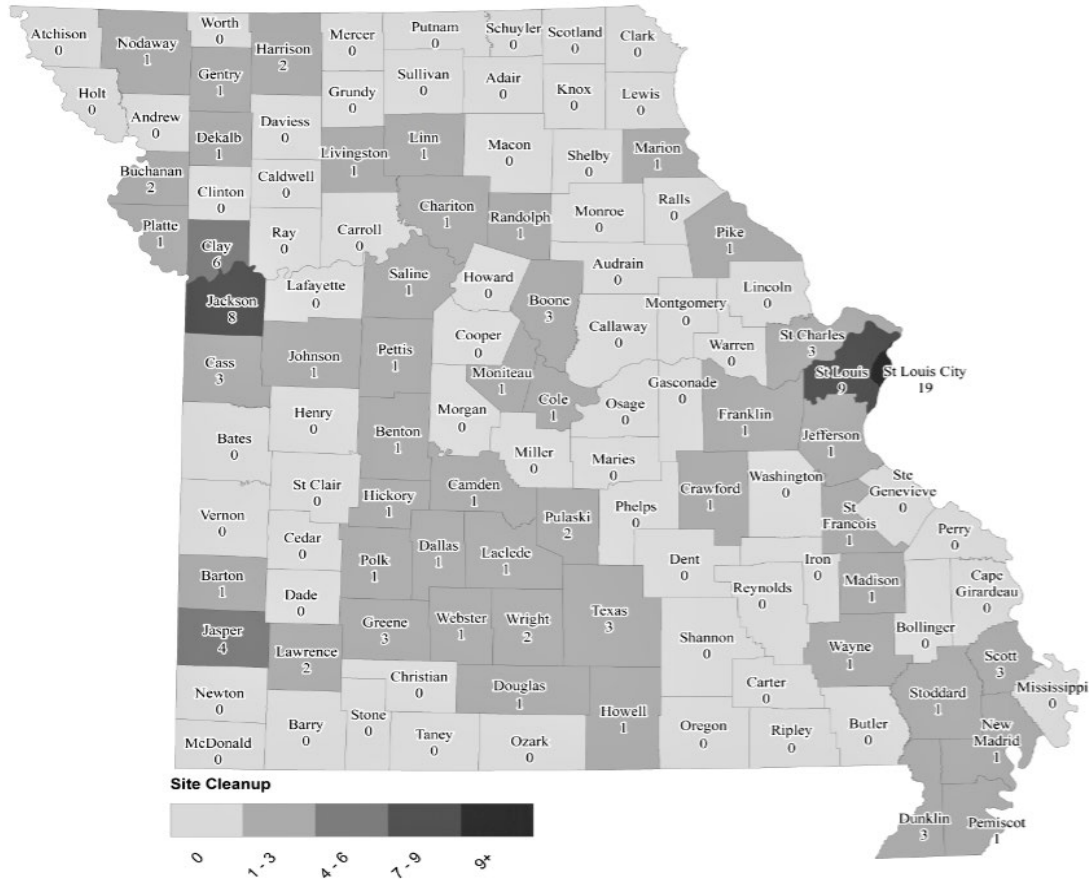 Atchison
0
Nodaway
1
Worth
0
Harrison
2
Mercer
0
Putnam
0
Schuyler
0
Scotland
0
Clark
0
Holt
0
Andrew
0
Gentry
1
Daviess
0
Grundy
0
Sullivan
0
Adair
0
Knox
0
Lewis
0
Dekalb
1
Livingston
1
Linn
1
Macon
0
Shelby
0
Marion
1
Buchanan
2
Clinton
0
Caldwell
0
Chariton
1
Randolph
1
Monroe
0
Ralls
0
Platte
1
Clay
6
Ray
0
Carroll
0
Pike
1
Jackson
8
Lafayette
0
Saline
1
Howard
0
Boone
3
Audrain
0
Callaway
0
Montgomery
0
Lincoln
0
Cass
3
Johnson
1
Pettis
1
Cooper
0
Moniteau
1
Cole
1
Warren
0
St Charles
3
St Louis
9
St Louis City
19
Bates
0
Henry
0
Benton
1
Morgan
0
Miller
0
Osage
0
Gasconade
0
Maries
0
Franklin
1
Jefferson
1
Vernon
0
St Clair
0
Hickory
1
Camden
1
Pulaski
2
Phelps
0
Crawford
1
Washington
0
Ste
Genevieve
0
St
Francois
1
Perry
0
Cedar
0
Polk
1
Dallas
1
Laclede
1
Dent
0
Iron
0
Reynolds
0
Madison
1
Cape
Girardeau
0
Bollinger
0
Barton
1
Dade
0
Jasper
4
Lawrence
2
Greene
3
Webster
1
Wright
2
Texas
3
Shannon
0
Wayne
1
Scott
3
Mississippi
0
Newton
0
McDonald
0
Barry
0
Stone
0
Christian
0
Taney
0
Douglas
1
Ozark
0
Howell
1
Oregon
0
Carter
0
Ripley
0
Butler
0
Stoddard
1
New
Madrid
1
Dunklin
3
Pemiscot
1
Site Cleanup
0
1 - 3
4 - 6
7 - 9
9+